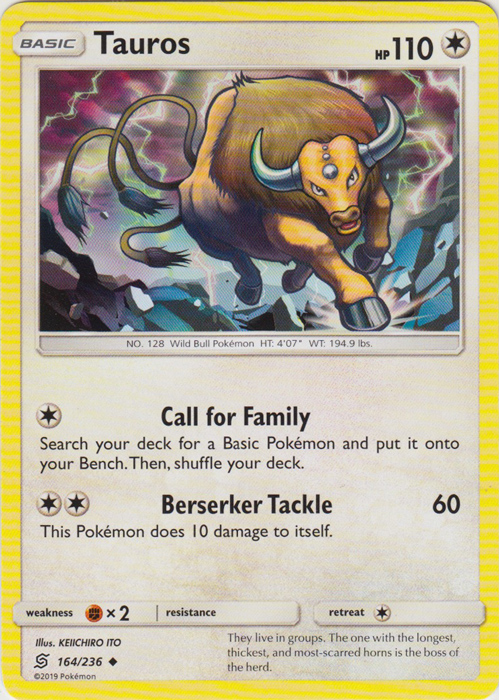 BASIC Tauros HP 110
NO. 128 Wild Bull Pokémon HT: 4'07" WT: 194.9 lbs.
Call for Family
Search your deck for a Basic Pokémon and put it onto
your Bench. Then, shuffle your deck.
Berserker Tackle 60
This Pokémon does 10 damage to itself.
weakness × 2 resistance retreat
Illus. KEIICHIRO ITO
164/236
©2019 Pokémon
They live in groups. The one with the longest,
thickest, and most-scarred horns is the boss of
the herd.